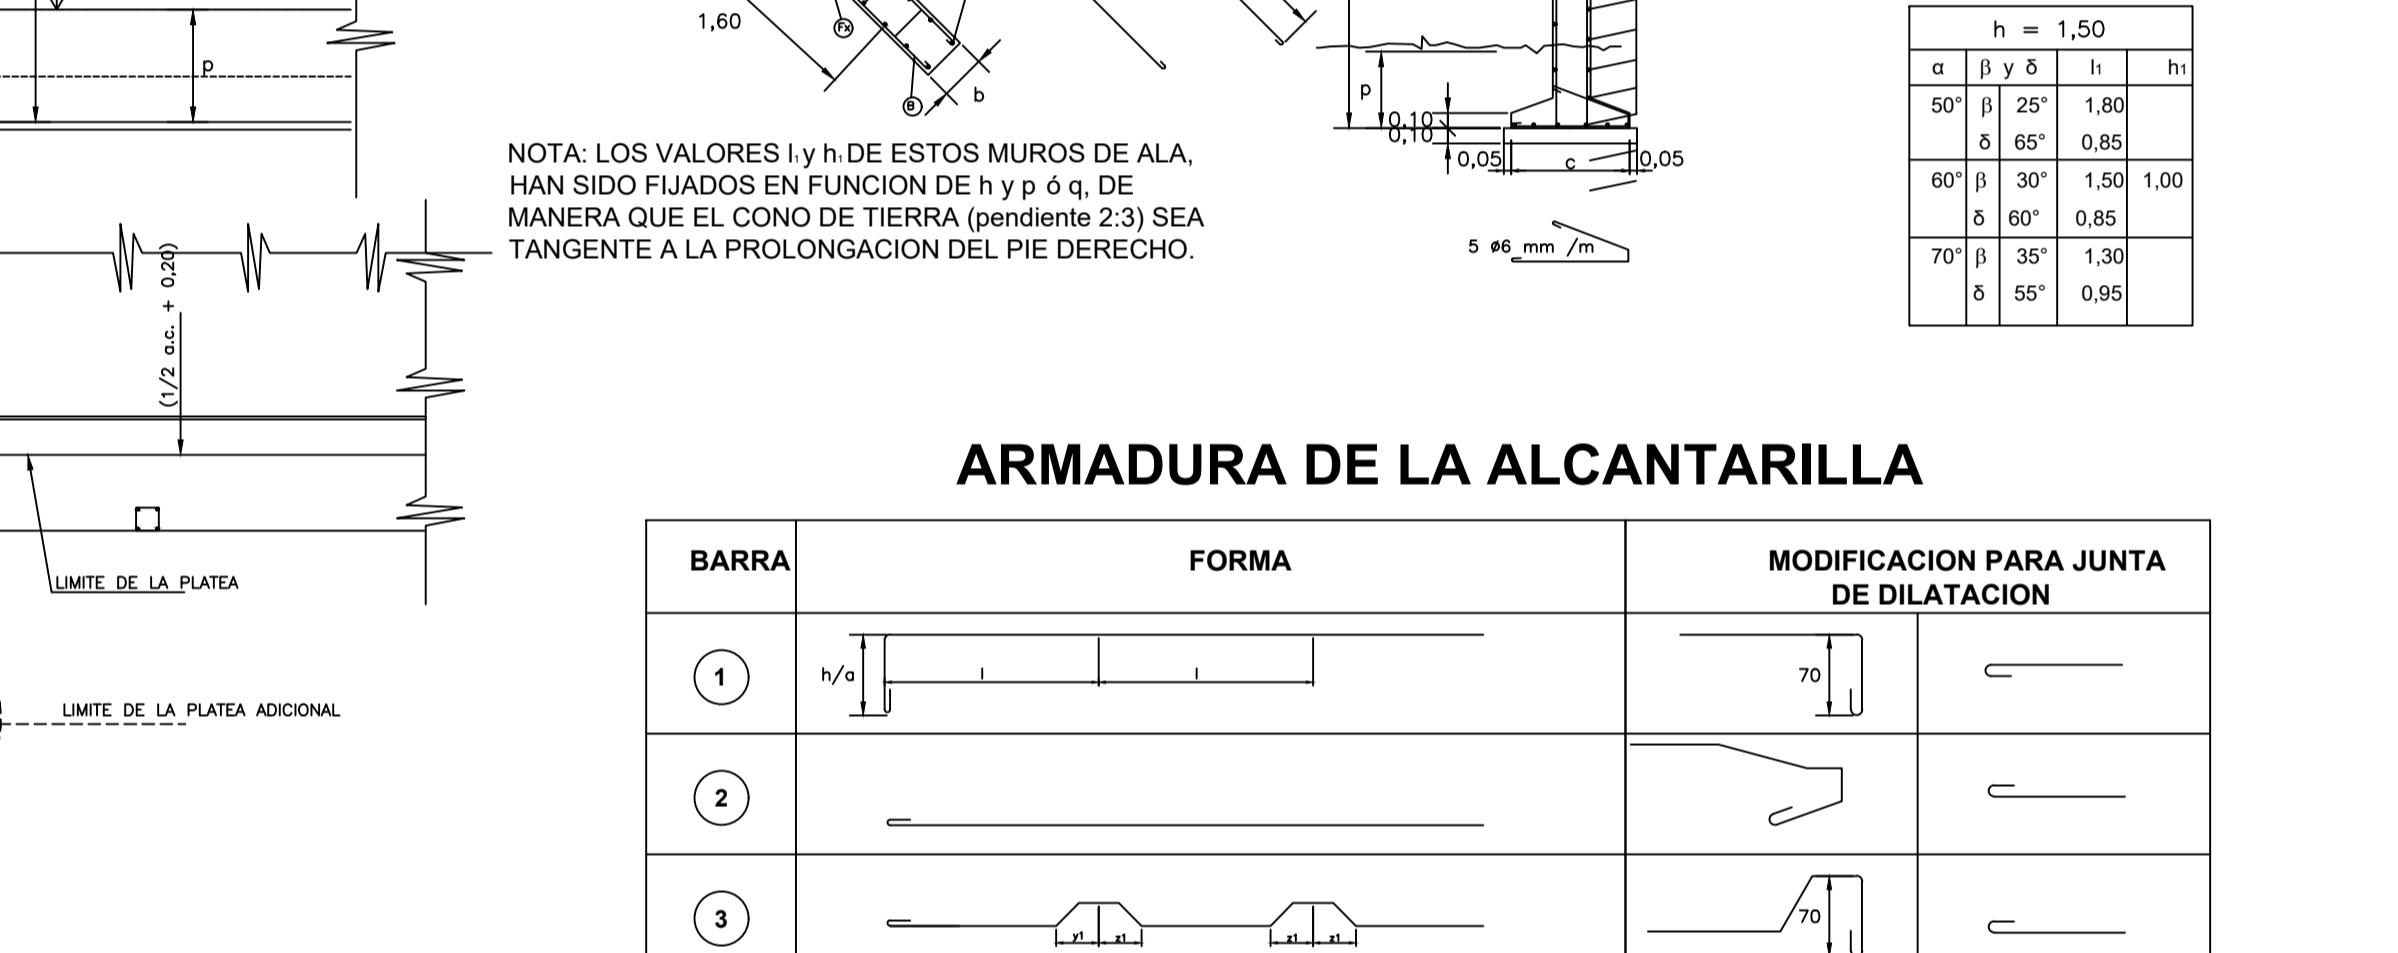 1,60
Fx
B
b
p
NOTA: LOS VALORES l₁ y h₁ DE ESTOS MUROS DE ALA,
HAN SIDO FIJADOS EN FUNCION DE h y p ó q, DE
MANERA QUE EL CONO DE TIERRA (pendiente 2:3) SEA
TANGENTE A LA PROLONGACION DEL PIE DERECHO.
(1/2 a.c. + 0,20)
LIMITE DE LA PLATEA
LIMITE DE LA PLATEA ADICIONAL
p
0,10
0,10
0,05 c 0,05
5 ø6 mm /m
h = 1,50
α β y δ l₁ h₁
50° β 25° 1,80
δ 65° 0,85
60° β 30° 1,50 1,00
δ 60° 0,85
70° β 35° 1,30
δ 55° 0,95
ARMADURA DE LA ALCANTARILLA
BARRA FORMA MODIFICACION PARA JUNTA
DE DILATACION
1 h/a l l 70
2
3 y1 z1 z1 z1 70